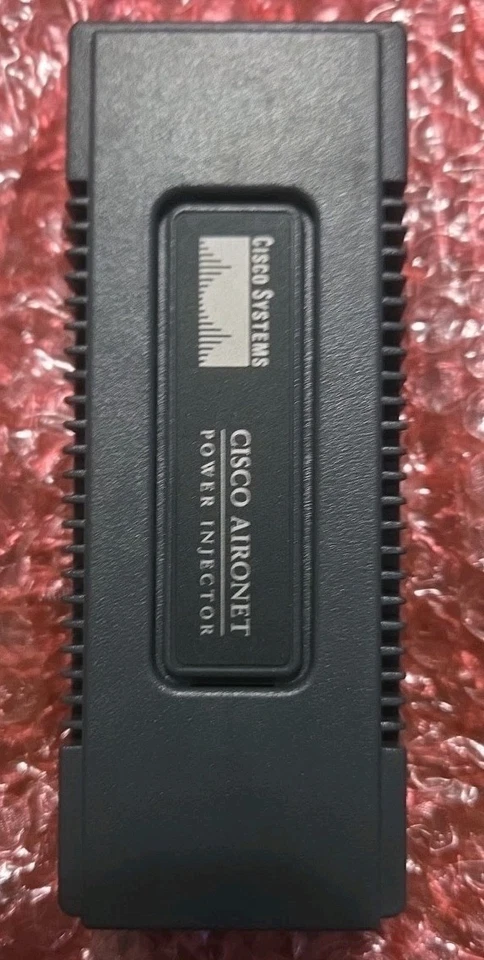 CISCO SYSTEMS
CISCO AIRONET
POWER INJECTOR